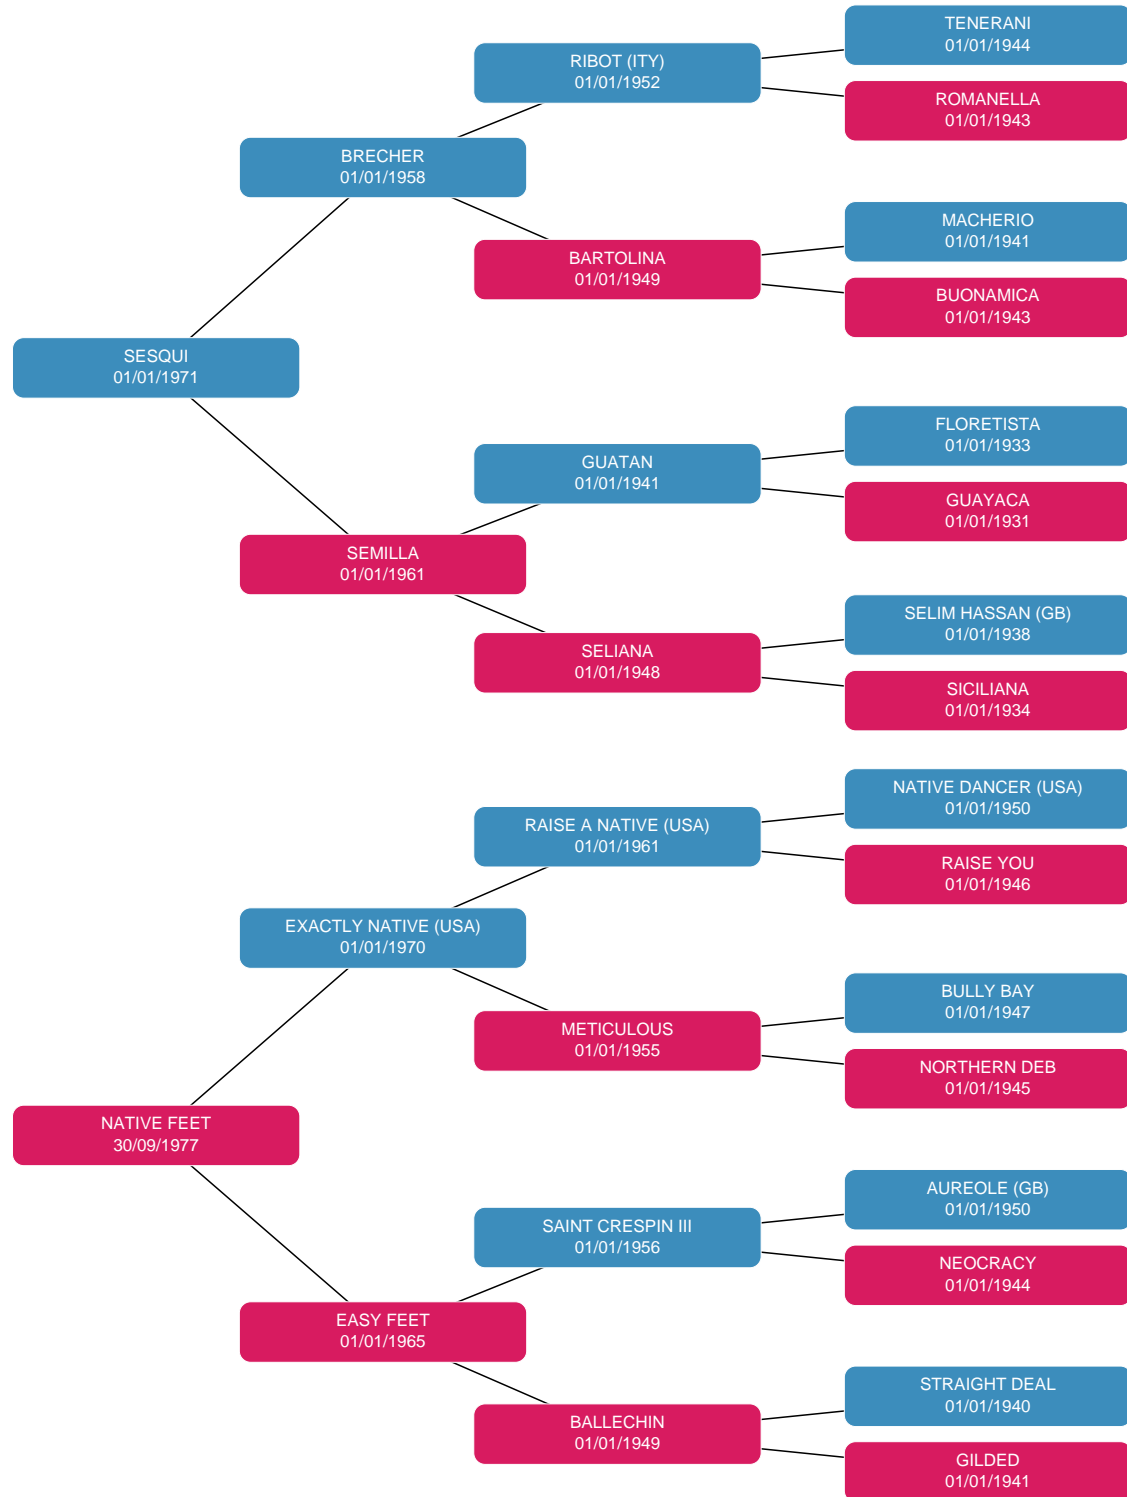 TENERANI
01/01/1944
RIBOT (ITY)
01/01/1952
ROMANELLA
01/01/1943
BRECHER
01/01/1958
MACHERIO
01/01/1941
BARTOLINA
01/01/1949
BUONAMICA
01/01/1943
SESQUI
01/01/1971
FLORETISTA
01/01/1933
GUATAN
01/01/1941
GUAYACA
01/01/1931
SEMILLA
01/01/1961
SELIM HASSAN (GB)
01/01/1938
SELIANA
01/01/1948
SICILIANA
01/01/1934
NATIVE DANCER (USA)
01/01/1950
RAISE A NATIVE (USA)
01/01/1961
RAISE YOU
01/01/1946
EXACTLY NATIVE (USA)
01/01/1970
BULLY BAY
01/01/1947
METICULOUS
01/01/1955
NORTHERN DEB
01/01/1945
NATIVE FEET
30/09/1977
AUREOLE (GB)
01/01/1950
SAINT CRESPIN III
01/01/1956
NEOCRACY
01/01/1944
EASY FEET
01/01/1965
STRAIGHT DEAL
01/01/1940
BALLECHIN
01/01/1949
GILDED
01/01/1941